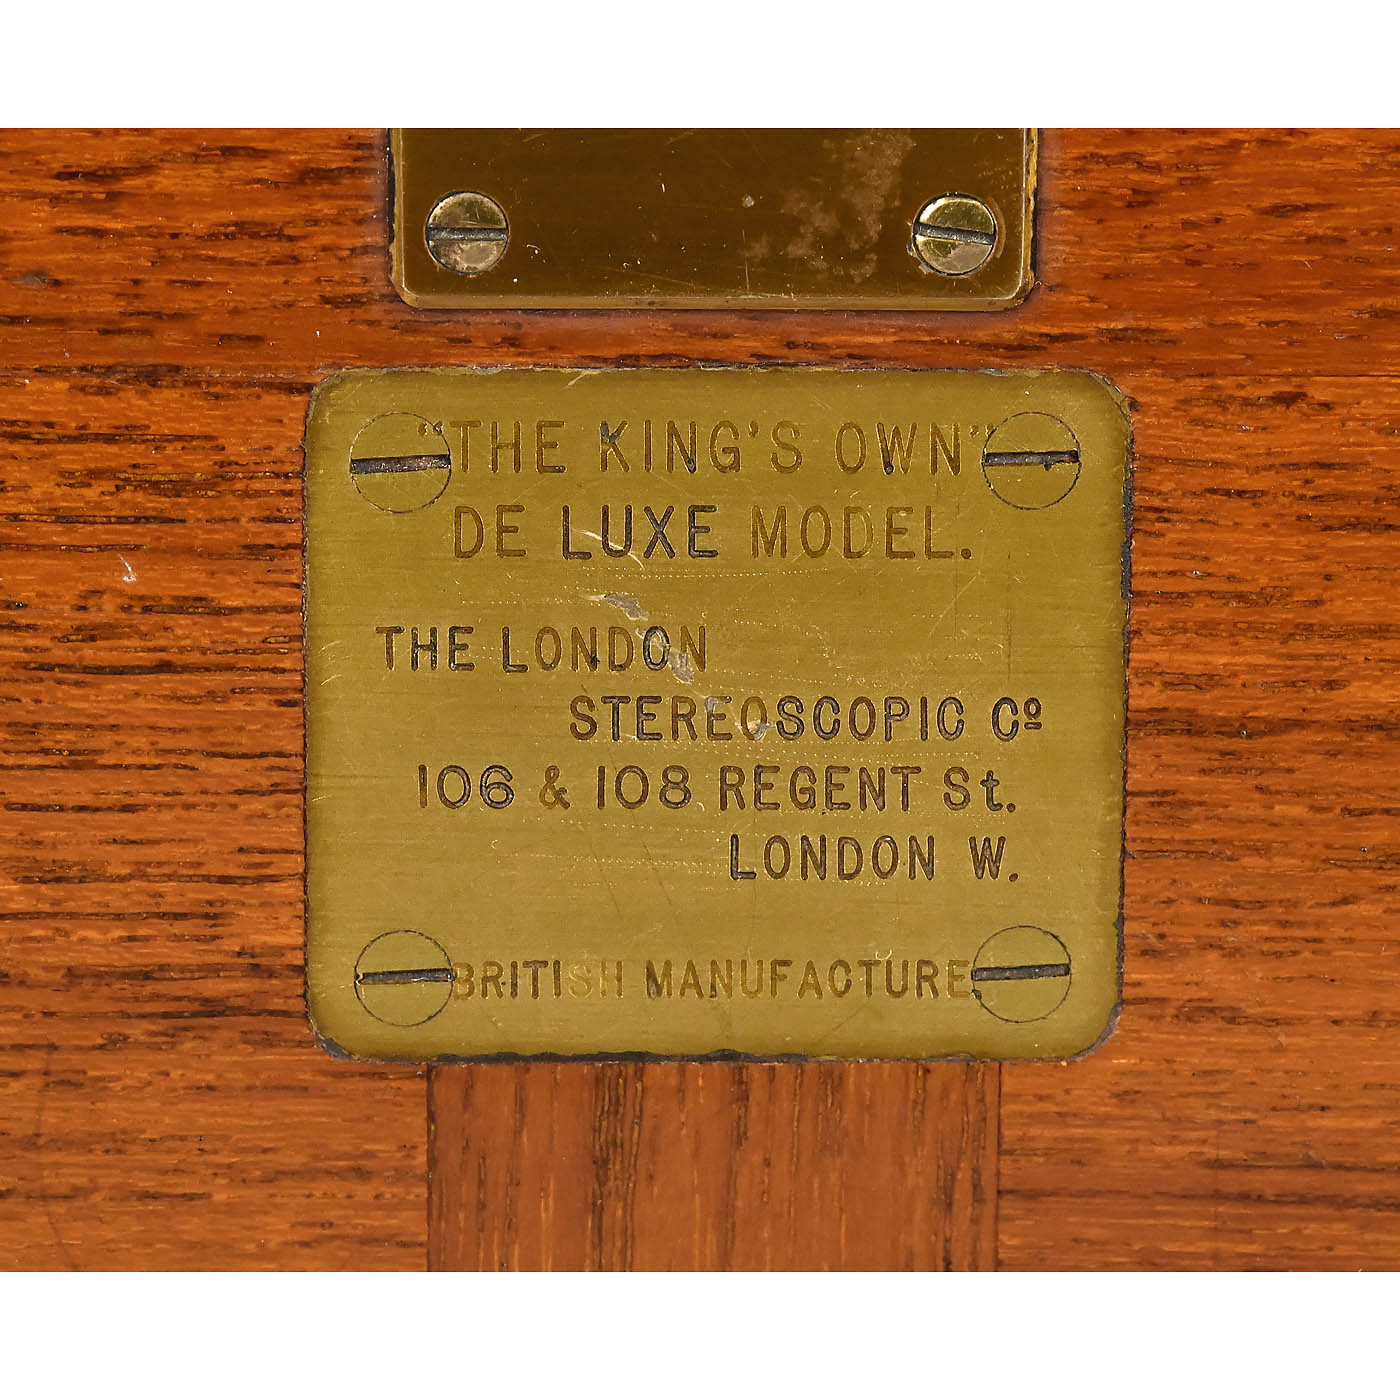 "THE KING'S OWN"
DE LUXE MODEL.
THE LONDON
STEREOSCOPIC Cº
106 & 108 REGENT St.
LONDON W.
BRITISH MANUFACTURE.